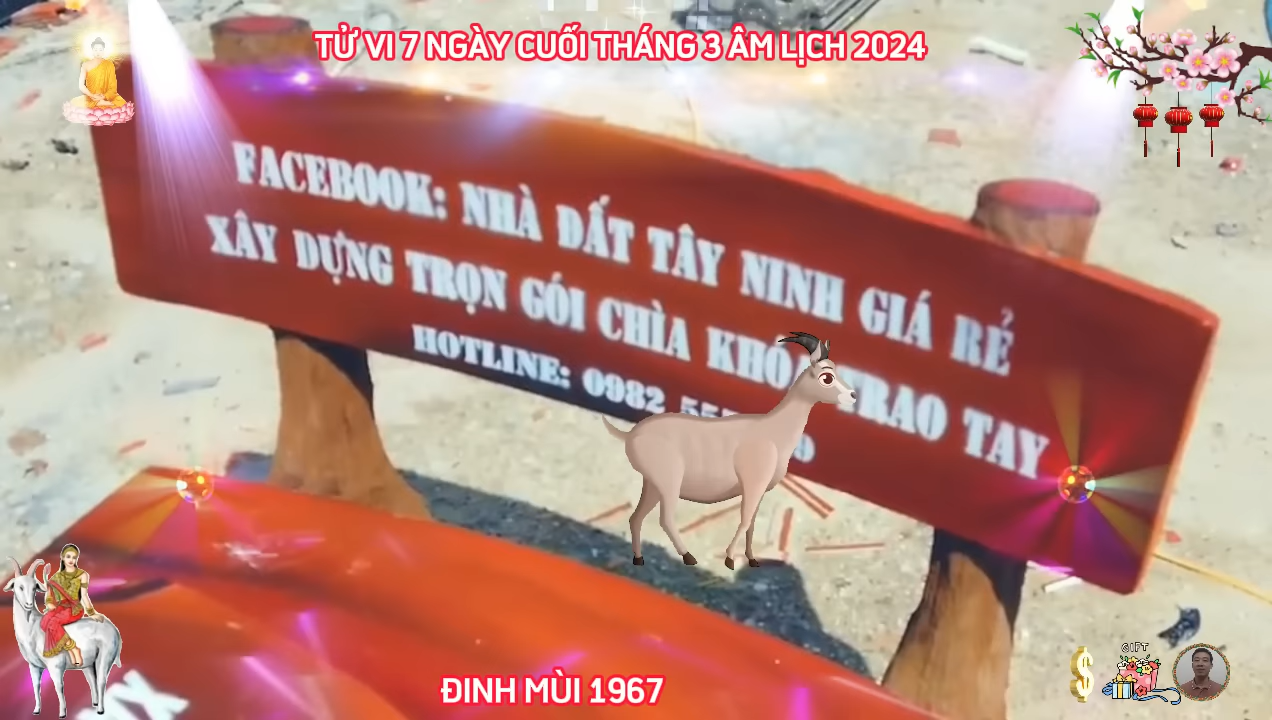 TỬ VI 7 NGÀY CUỐI THÁNG 3 ÂM LỊCH 2024
FACEBOOK: NHÀ ĐẤT TÂY NINH GIÁ RẺ
XÂY DỰNG TRỌN GÓI CHÌA KHÓA TRAO TAY
HOTLINE: 0982
GIFT
ĐINH MÙI 1967